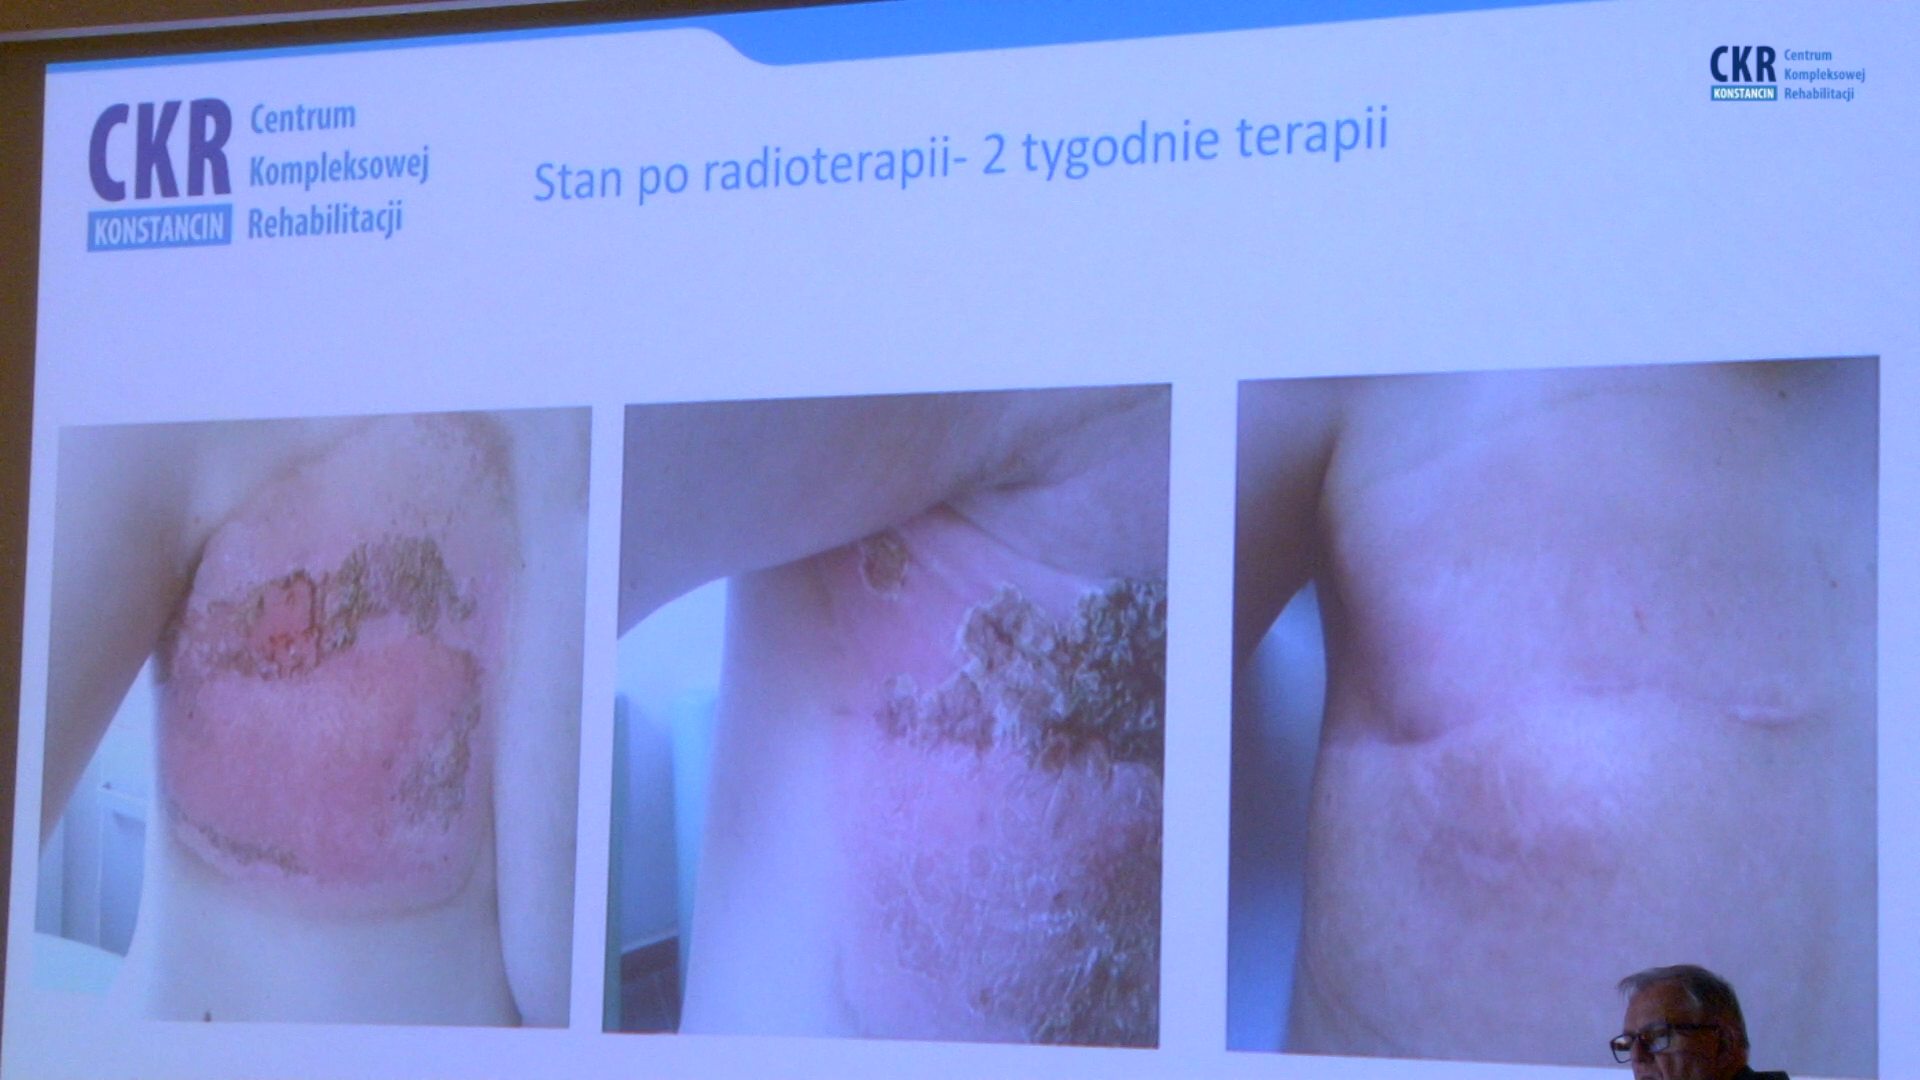 CKR Centrum
Kompleksowej
KONSTANCIN Rehabilitacji
Stan po radioterapii- 2 tygodnie terapii
CKR Centrum
Kompleksowej
KONSTANCIN Rehabilitacji